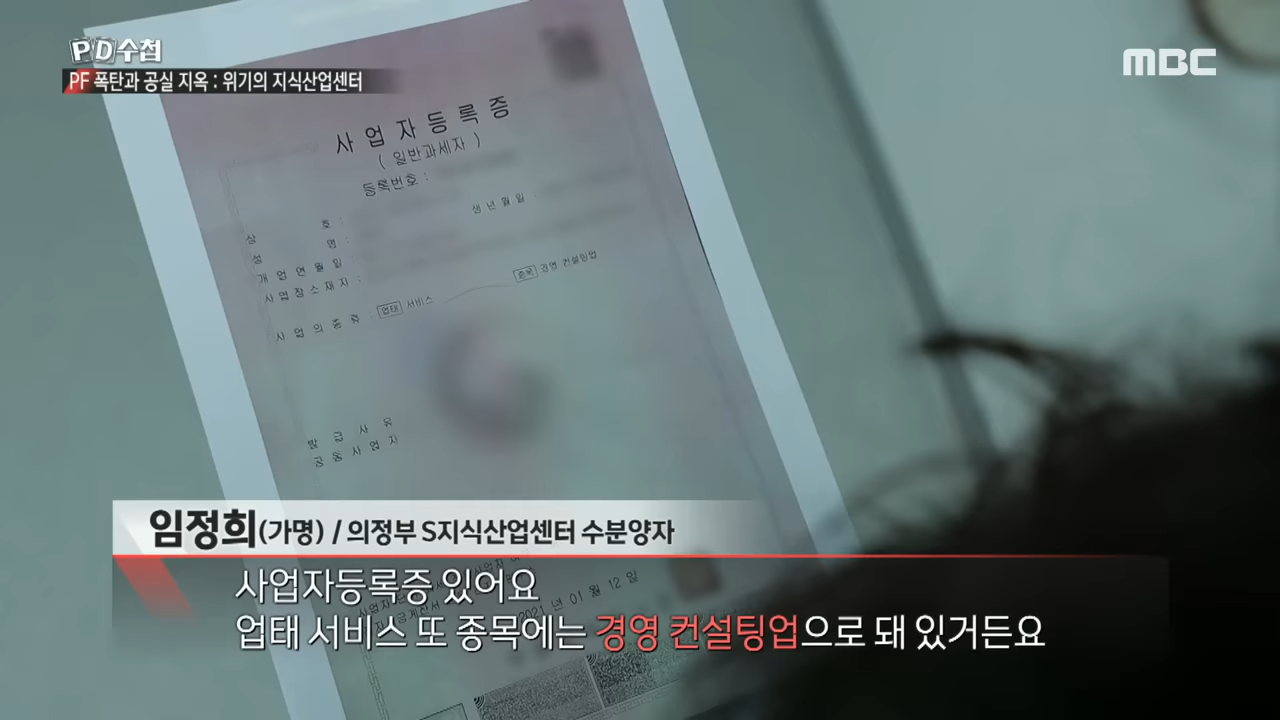 PD수첩
MBC
PF 폭탄과 공실 지옥 : 위기의 지식산업센터
사 업 자 등 록 증
( 일반과세자 )
등록번호 :
상 호 :
생 년 월 일 :
성 명 :
개 업 연 월 일 :
사 업 장 소 재 지 :
사 업 의 종 류 : 업태 서비스 종목 경영 컨설팅업
발 급 사 유
공 동 사 업 자
임정희(가명) / 의정부 S지식산업센터 수분양자
사업자등록증 있어요
2021 년 01 월 12 일
업태 서비스 또 종목에는 경영 컨설팅업으로 돼 있거든요